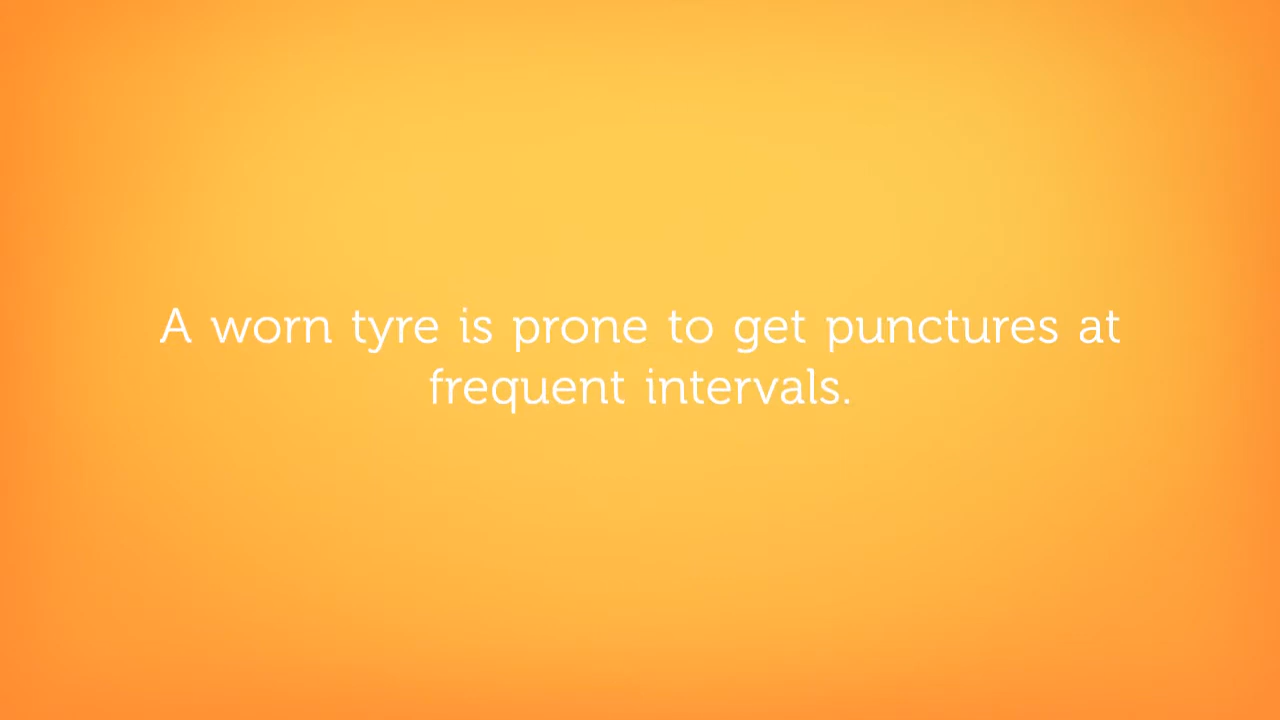 A worn tyre is prone to get punctures at
frequent intervals.